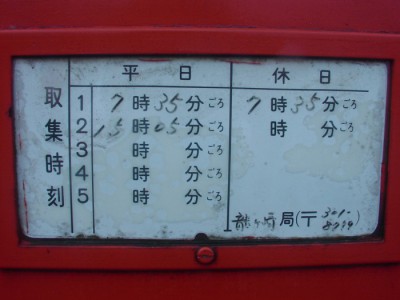 平日 休日
取集時刻
1 7時35分ごろ 7時35分ごろ
2 15時05分ごろ 時 分ごろ
3 時 分ごろ
4 時 分ごろ
5 時 分ごろ
龍ヶ崎局(〒301-8799)